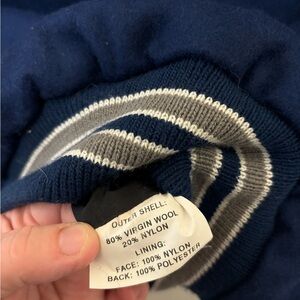 OUTER SHELL:
80% VIRGIN WOOL
20% NYLON
LINING:
FACE: 100% NYLON
BACK: 100% POLYESTER